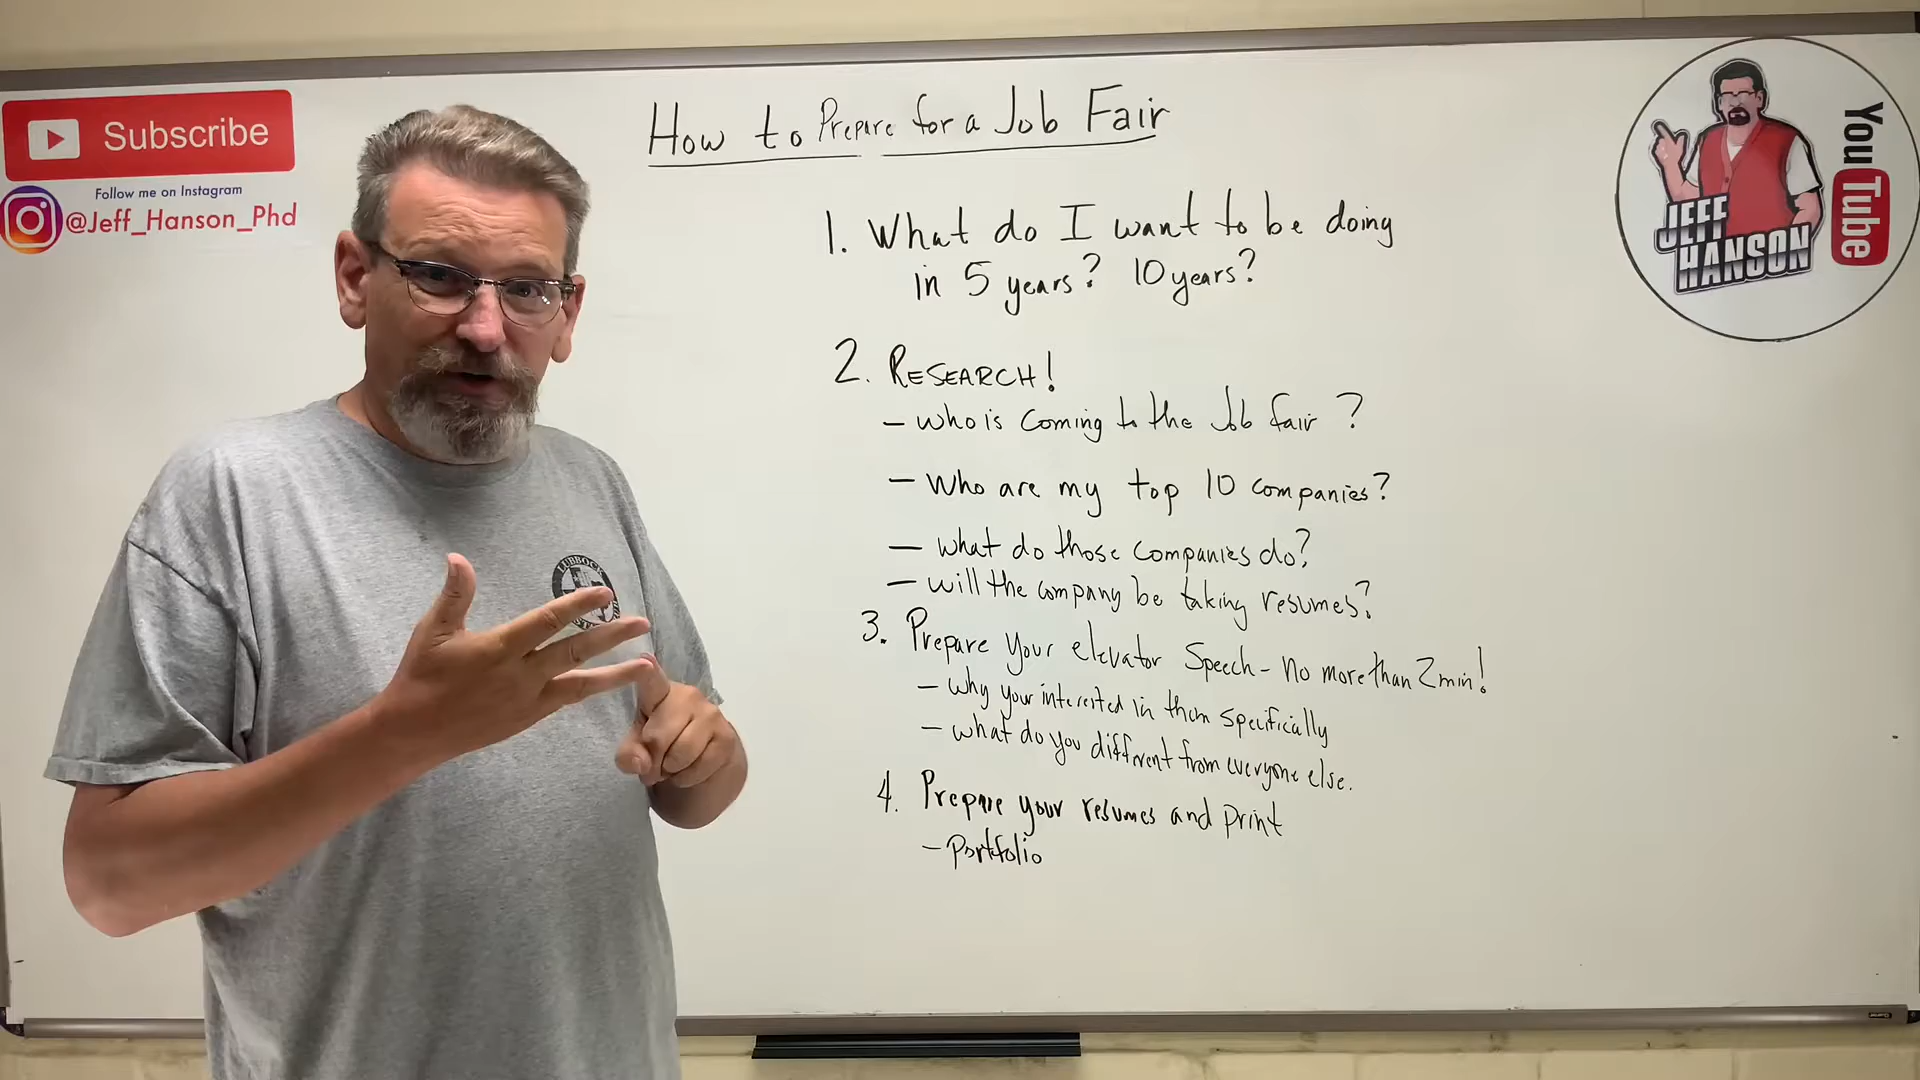 Subscribe
Follow me on Instagram
@Jeff_Hanson_Phd
How to Prepare for a Job Fair
1. What do I want to be doing
in 5 years? 10 years?
2. RESEARCH!
- who is coming to the Job fair?
- Who are my top 10 companies?
- what do those companies do?
- will the company be taking resumes?
3. Prepare your elevator Speech - no more than 2 min!
- why your interested in them specifically
- what do you different from everyone else.
4. Prepare your resumes and print
- portfolio
JEFF
HANSON
YouTube
LUBBOCK